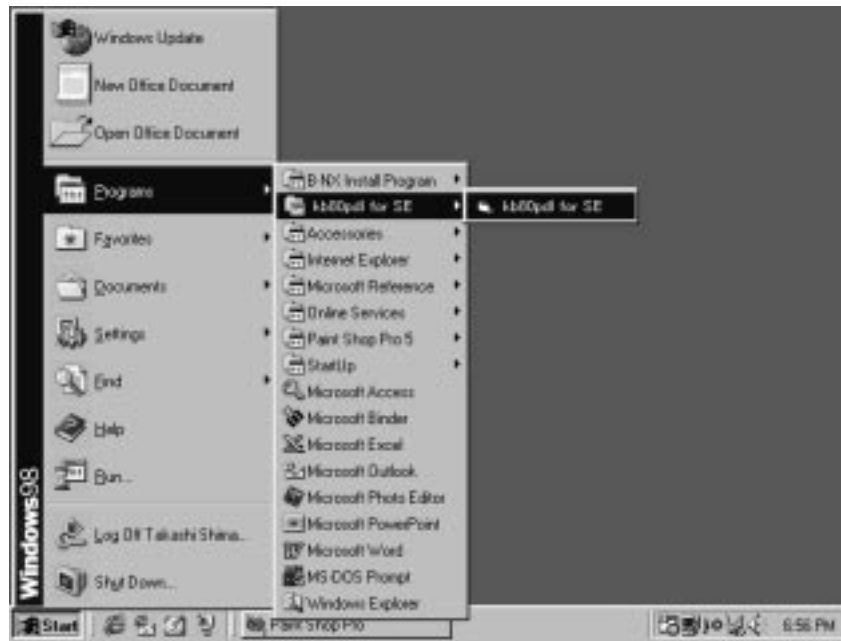 Windows Update
New Office Document
Open Office Document
Programs
Favorites
Documents
Settings
Find
Help
Run...
Log Off Takashi Shima...
Shut Down...
Windows98
B-NX Install Program
kb80pdl for SE
Accessories
Internet Explorer
Microsoft Reference
Online Services
Paint Shop Pro 5
StartUp
Microsoft Access
Microsoft Binder
Microsoft Excel
Microsoft Outlook
Microsoft Photo Editor
Microsoft PowerPoint
Microsoft Word
MS-DOS Prompt
Windows Explorer
kb80pdl for SE
Start
Paint Shop Pro
6:56 PM